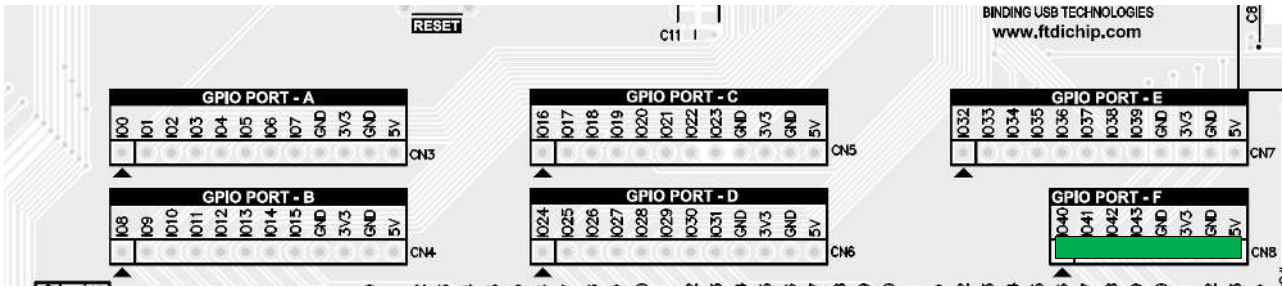 RESET
C11
BINDING USB TECHNOLOGIES
www.ftdichip.com
C8
GPIO PORT - A
IO0 IO1 IO2 IO3 IO4 IO5 IO6 IO7 GND 3V3 GND 5V
CN3
GPIO PORT - C
IO16 IO17 IO18 IO19 IO20 IO21 IO22 IO23 GND 3V3 GND 5V
CN5
GPIO PORT - E
IO32 IO33 IO34 IO35 IO36 IO37 IO38 IO39 GND 3V3 GND 5V
CN7
GPIO PORT - B
IO8 IO9 IO10 IO11 IO12 IO13 IO14 IO15 GND 3V3 GND 5V
CN4
GPIO PORT - D
IO24 IO25 IO26 IO27 IO28 IO29 IO30 IO31 GND 3V3 GND 5V
CN6
GPIO PORT - F
IO40 IO41 IO42 IO43 GND 3V3 GND 5V
CN8